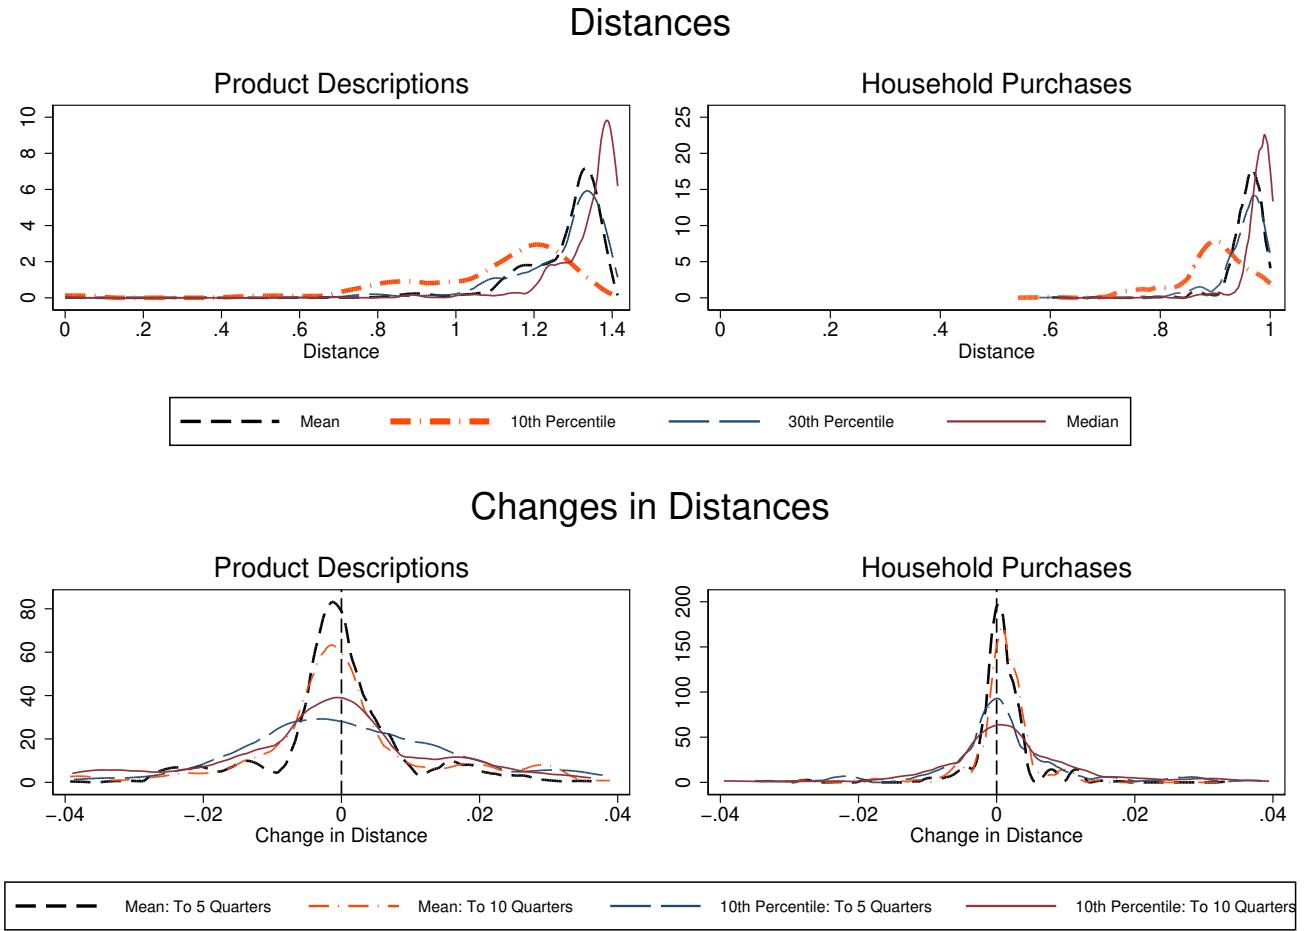 Distances
Product Descriptions
Household Purchases
10
8
6
4
2
0
0 .2 .4 .6 .8 1 1.2 1.4
Distance
25
20
15
10
5
0
0 .2 .4 .6 .8 1
Distance
Mean 10th Percentile 30th Percentile Median
Changes in Distances
Product Descriptions
Household Purchases
80
60
40
20
0
−.04 −.02 0 .02 .04
Change in Distance
200
150
100
50
0
−.04 −.02 0 .02 .04
Change in Distance
Mean: To 5 Quarters Mean: To 10 Quarters 10th Percentile: To 5 Quarters 10th Percentile: To 10 Quarters